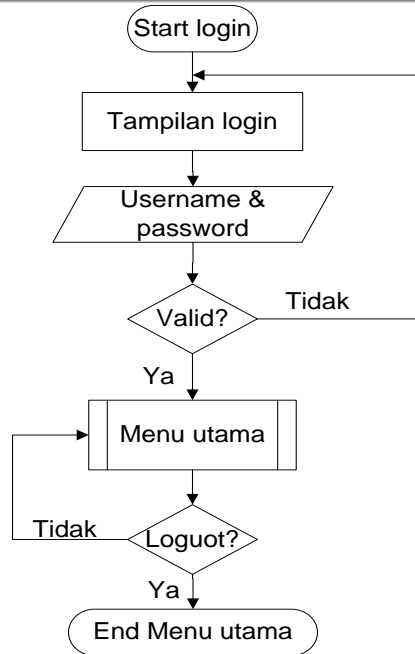 Start login
Tampilan login
Username &
password
Valid?
Tidak
Ya
Menu utama
Tidak
Loguot?
Ya
End Menu utama